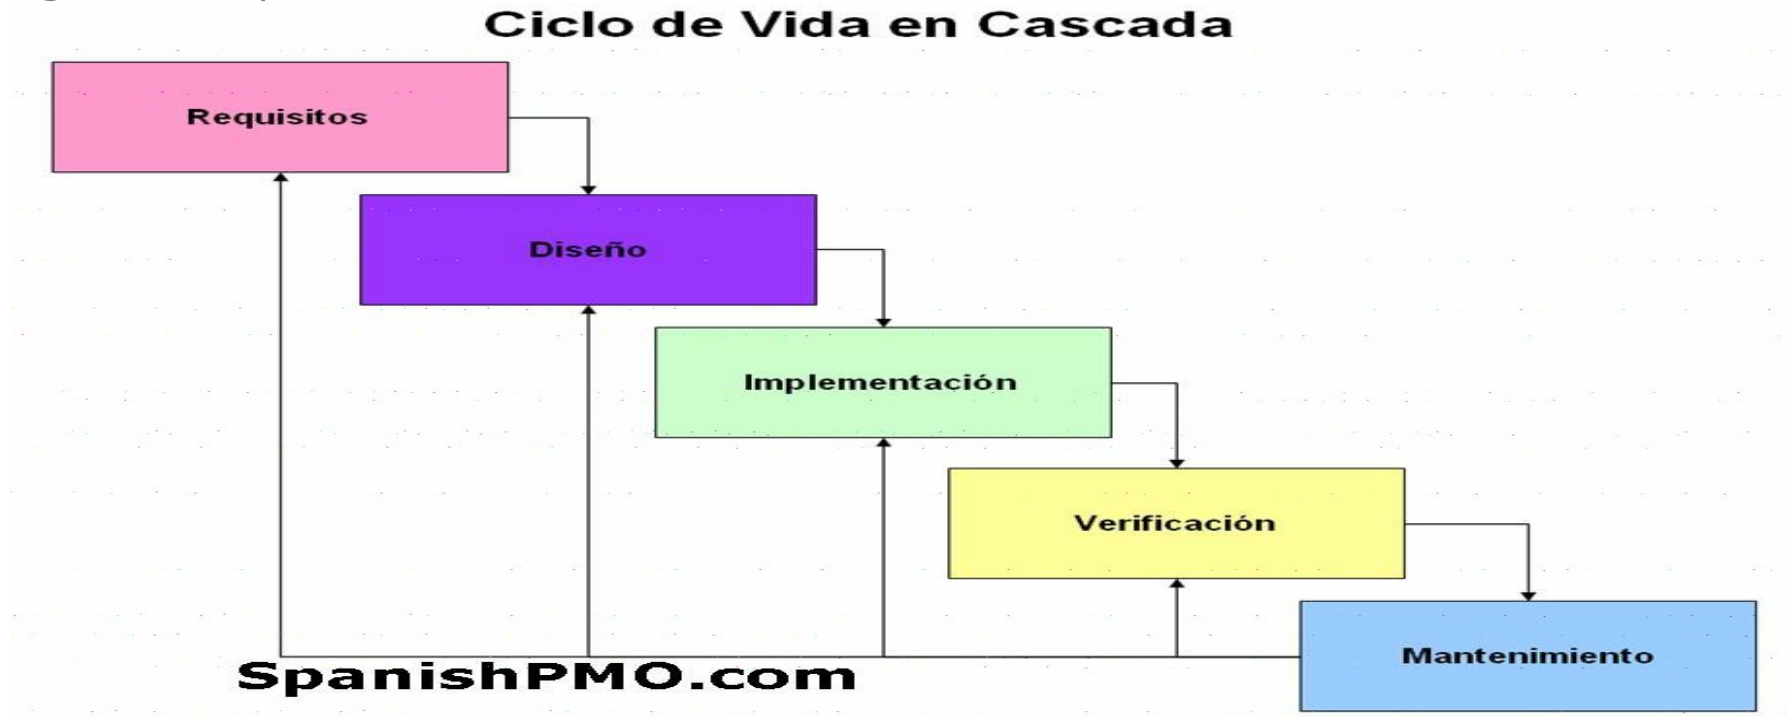 Ciclo de Vida en Cascada
Requisitos
Diseño
Implementación
Verificación
Mantenimiento
SpanishPMO.com